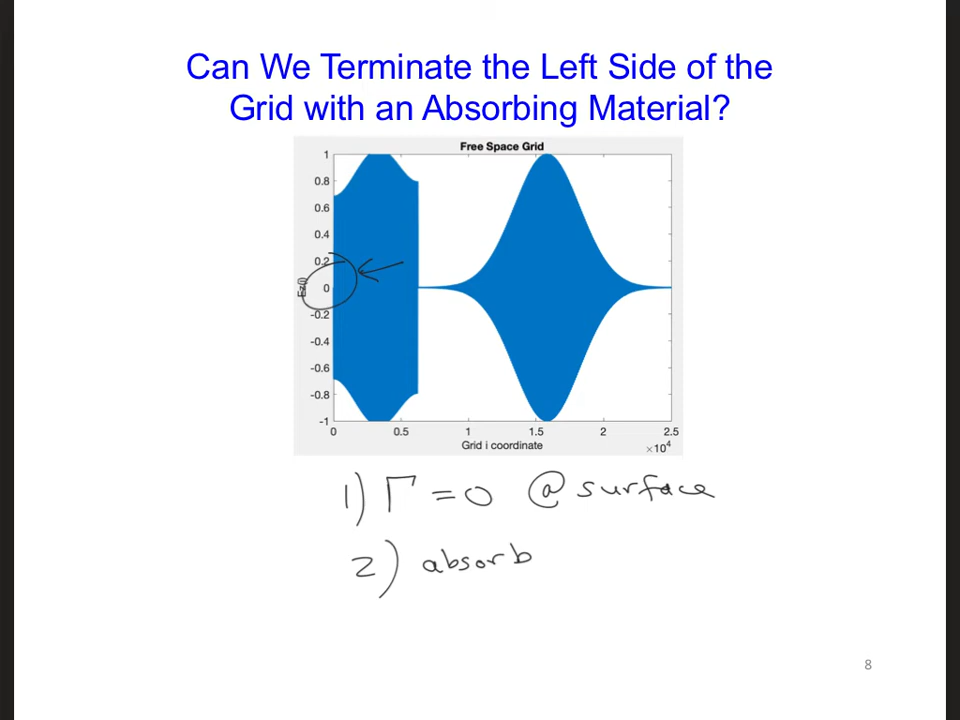 Can We Terminate the Left Side of the
Grid with an Absorbing Material?
Free Space Grid
1
0.8
0.6
0.4
0.2
0
-0.2
-0.4
-0.6
-0.8
-1
Ez(i)
0 0.5 1 1.5 2 2.5
Grid i coordinate
×10⁴
1) Γ = 0 @ surface
2) absorb
8